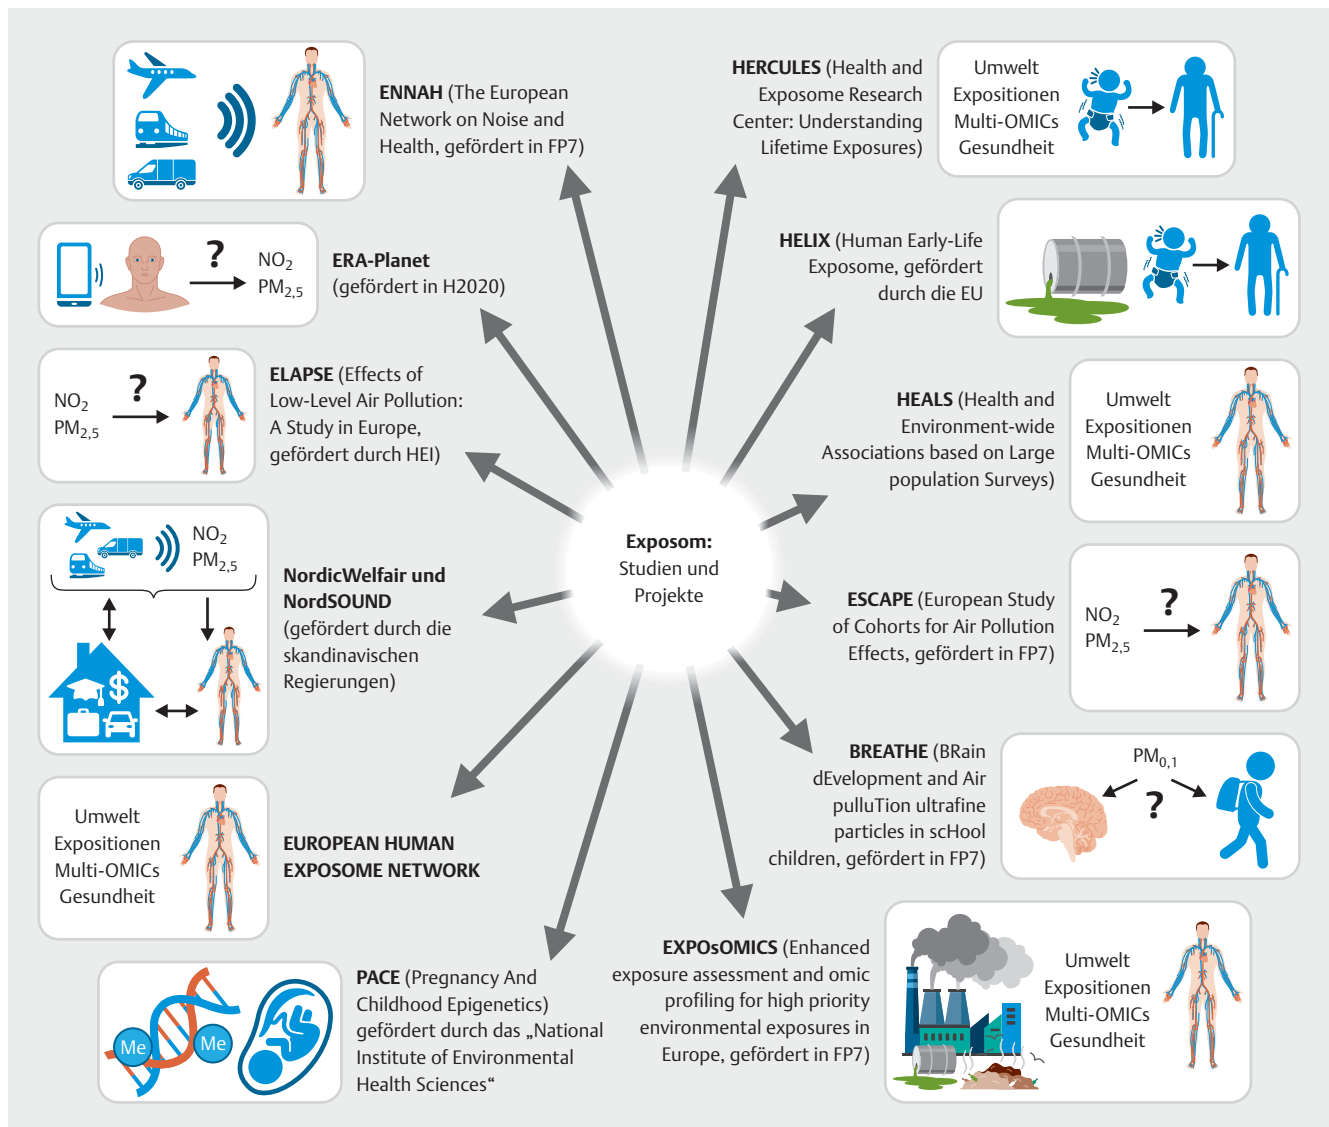 Exposom:
Studien und
Projekte
HERCULES (Health and
Exposome Research
Center: Understanding
Lifetime Exposures)
Umwelt
Expositionen
Multi-OMICs
Gesundheit
HELIX (Human Early-Life
Exposome, gefördert
durch die EU
HEALS (Health and
Environment-wide
Associations based on Large
population Surveys)
Umwelt
Expositionen
Multi-OMICs
Gesundheit
ESCAPE (European Study
of Cohorts for Air Pollution
Effects, gefördert in FP7)
NO2
PM2,5
?
BREATHE (BRain
dEvelopment and Air
pulluTion ultrafine
particles in scHool
children, gefördert in FP7)
PM0,1
?
EXPOsOMICS (Enhanced
exposure assessment and omic
profiling for high priority
environmental exposures in
Europe, gefördert in FP7)
Umwelt
Expositionen
Multi-OMICs
Gesundheit
PACE (Pregnancy And
Childhood Epigenetics)
gefördert durch das „National
Institute of Environmental
Health Sciences“
Me
Me
EUROPEAN HUMAN
EXPOSOME NETWORK
Umwelt
Expositionen
Multi-OMICs
Gesundheit
NordicWelfair und
NordSOUND
(gefördert durch die
skandinavischen
Regierungen)
NO2
PM2,5
$
ELAPSE (Effects of
Low-Level Air Pollution:
A Study in Europe,
gefördert durch HEI)
NO2
PM2,5
?
ERA-Planet
(gefördert in H2020)
?
NO2
PM2,5
ENNAH (The European
Network on Noise and
Health, gefördert in FP7)